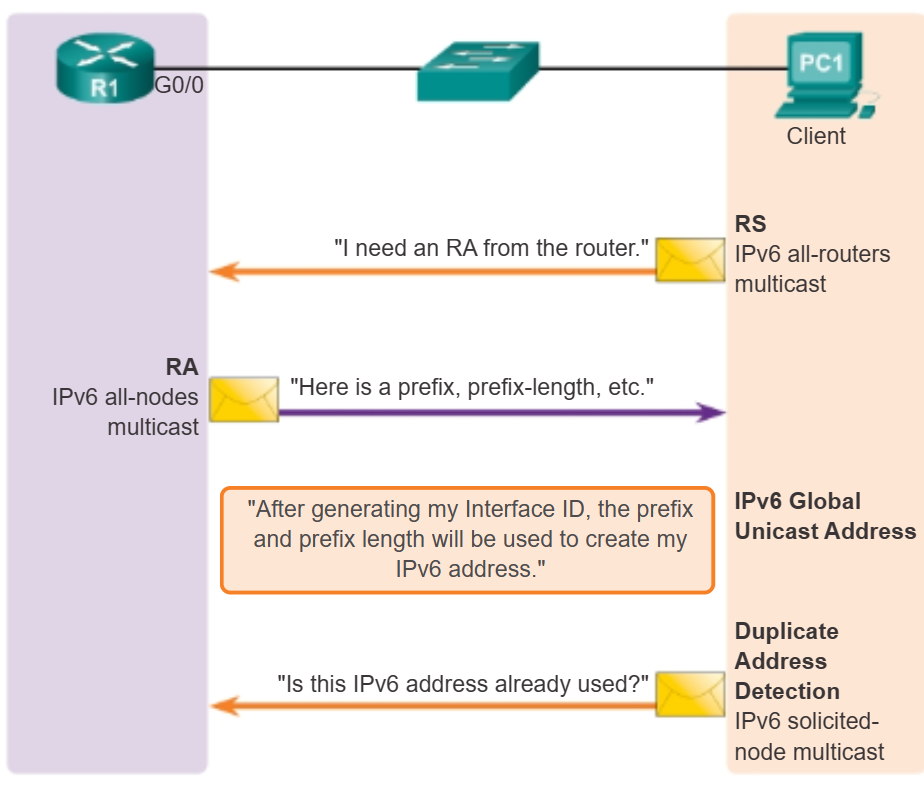 R1
G0/0
PC1
Client
"I need an RA from the router."
RS
IPv6 all-routers
multicast
RA
IPv6 all-nodes
multicast
"Here is a prefix, prefix-length, etc."
"After generating my Interface ID, the prefix
and prefix length will be used to create my
IPv6 address."
IPv6 Global
Unicast Address
"Is this IPv6 address already used?"
Duplicate
Address
Detection
IPv6 solicited-
node multicast